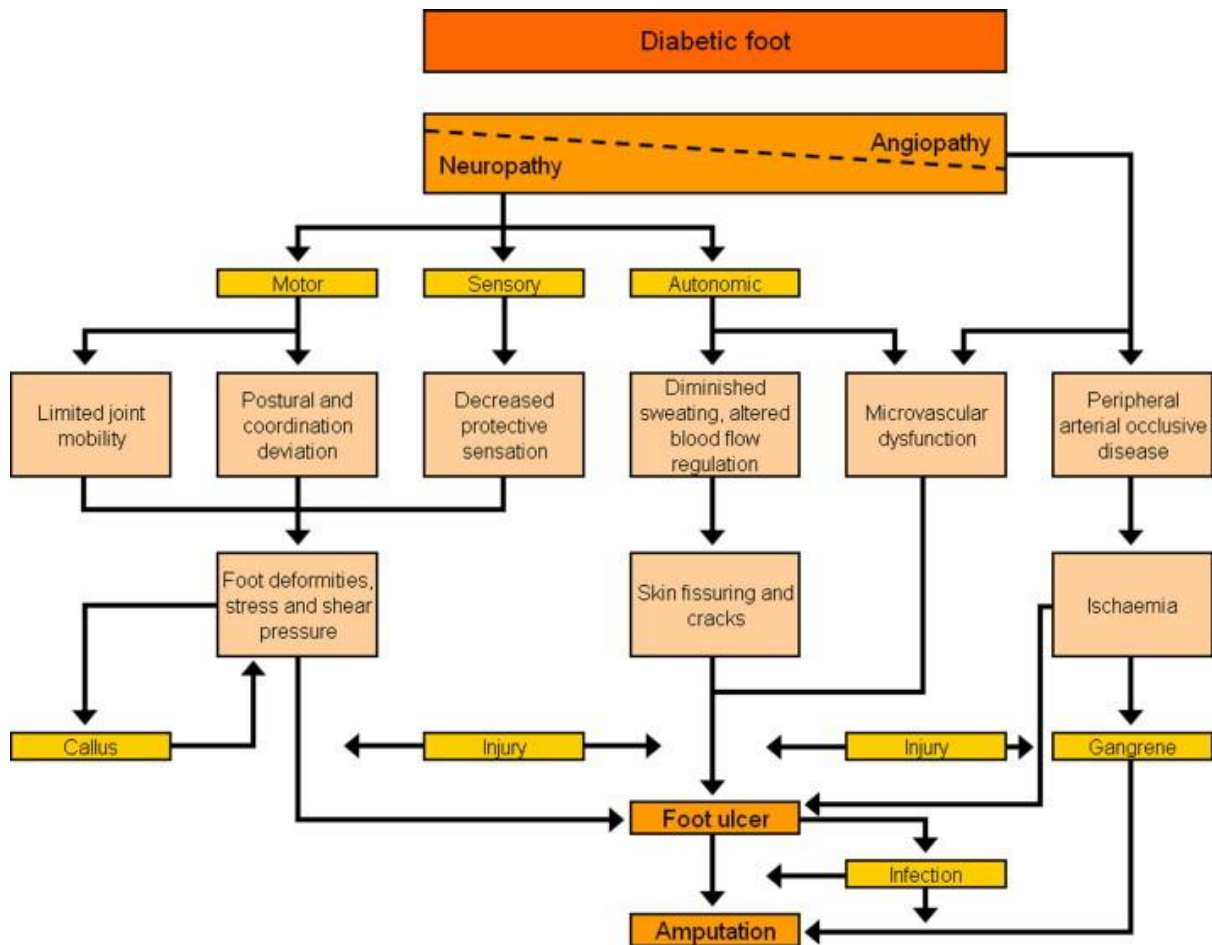 Diabetic foot
Angiopathy
Neuropathy
Motor
Sensory
Autonomic
Limited joint
mobility
Postural and
coordination
deviation
Decreased
protective
sensation
Diminished
sweating, altered
blood flow
regulation
Microvascular
dysfunction
Peripheral
arterial occlusive
disease
Foot deformities,
stress and shear
pressure
Skin fissuring and
cracks
Ischaemia
Callus
Injury
Injury
Gangrene
Foot ulcer
Infection
Amputation